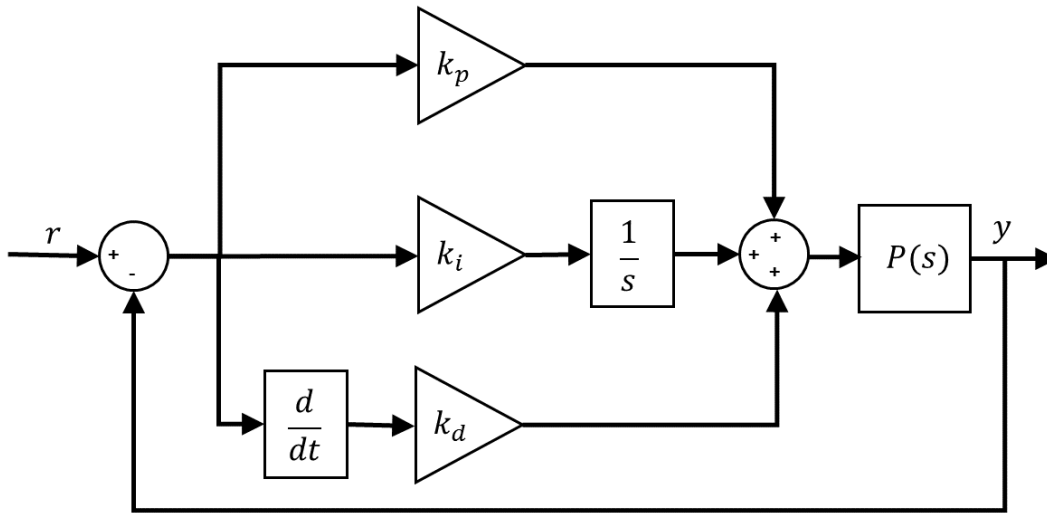 k_p
r
+
-
k_i
1
s
+
+
+
P(s)
y
d
dt
k_d